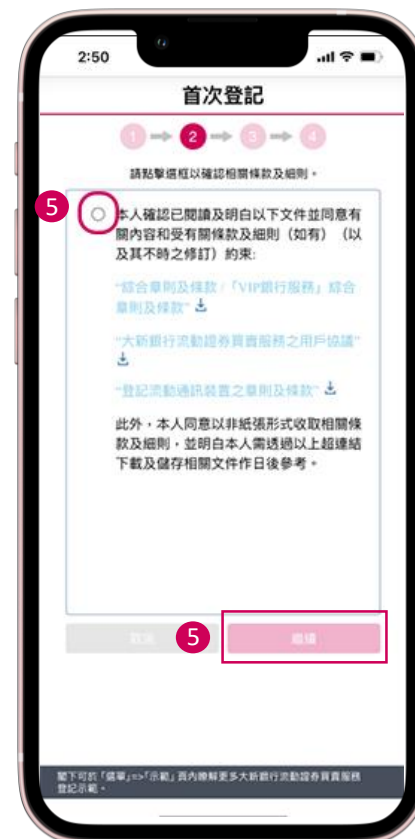 2:50
首次登記
1 2 3 4
請點擊選框以確認相關條款及細則。
5
本人確認已閱讀及明白以下文件並同意有
關內容和受有關條款及細則（如有）（以
及其不時之修訂）約束:
“綜合章則及條款 /「VIP銀行服務」綜合
章則及條款”
“大新銀行流動證券買賣服務之用戶協議”
“登記流動通訊裝置之章則及條款”
此外，本人同意以非紙張形式收取相關條
款及細則，並明白本人需透過以上超連結
下載及儲存相關文件作日後參考。
取消 5 繼續
閣下可於「選單」=>「示範」頁內瞭解更多大新銀行流動證券買賣服務
登記示範。